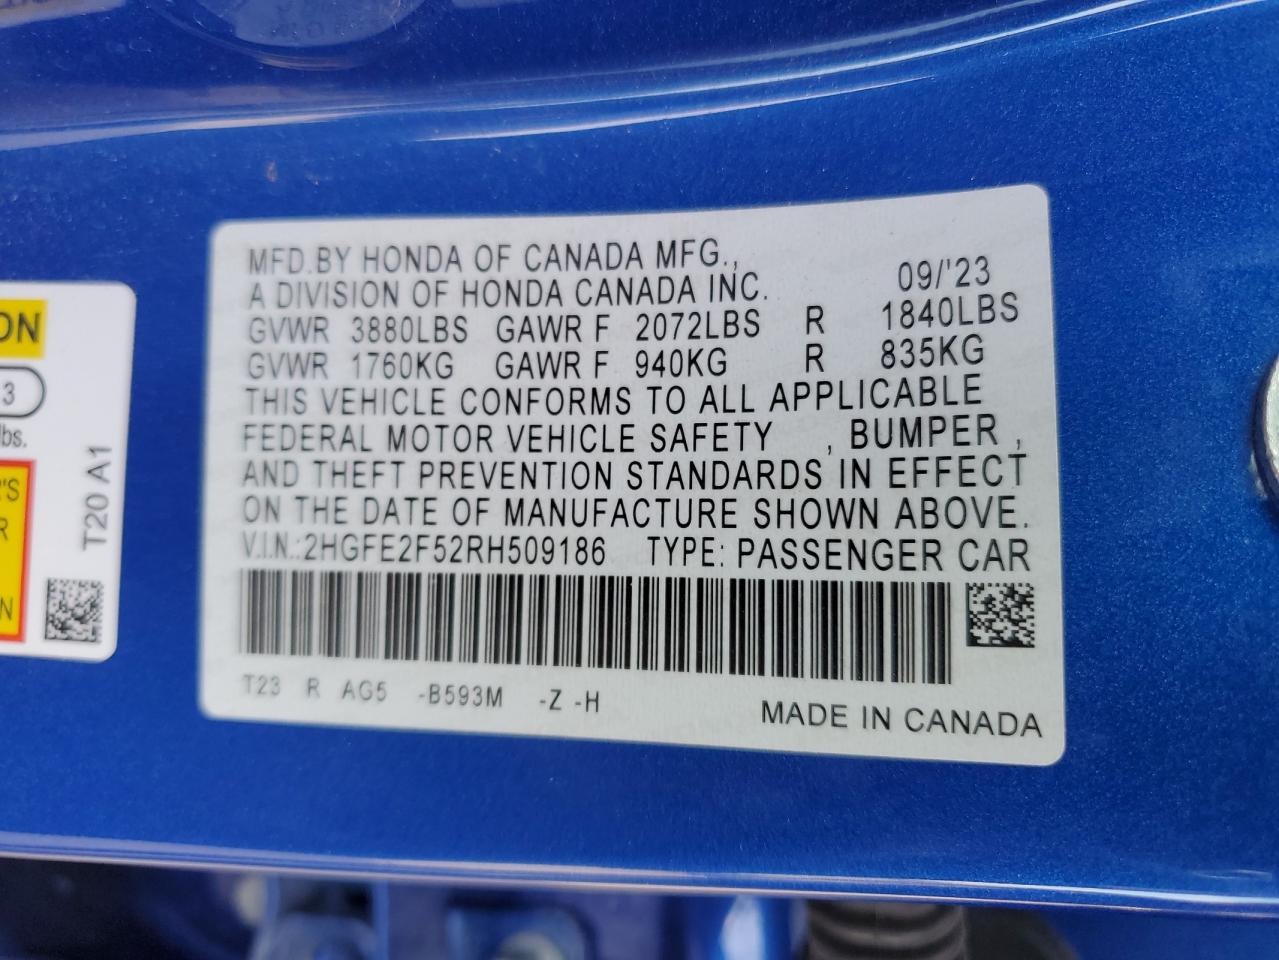 MFD.BY HONDA OF CANADA MFG.,
A DIVISION OF HONDA CANADA INC. 09/'23
GVWR 3880LBS GAWR F 2072LBS R 1840LBS
GVWR 1760KG GAWR F 940KG R 835KG
THIS VEHICLE CONFORMS TO ALL APPLICABLE
FEDERAL MOTOR VEHICLE SAFETY , BUMPER ,
AND THEFT PREVENTION STANDARDS IN EFFECT
ON THE DATE OF MANUFACTURE SHOWN ABOVE.
V.I.N.:2HGFE2F52RH509186 TYPE: PASSENGER CAR
T23 R AG5 -B593M -Z -H
MADE IN CANADA
ON
3
lbs.
'S
R
N
T20 A1